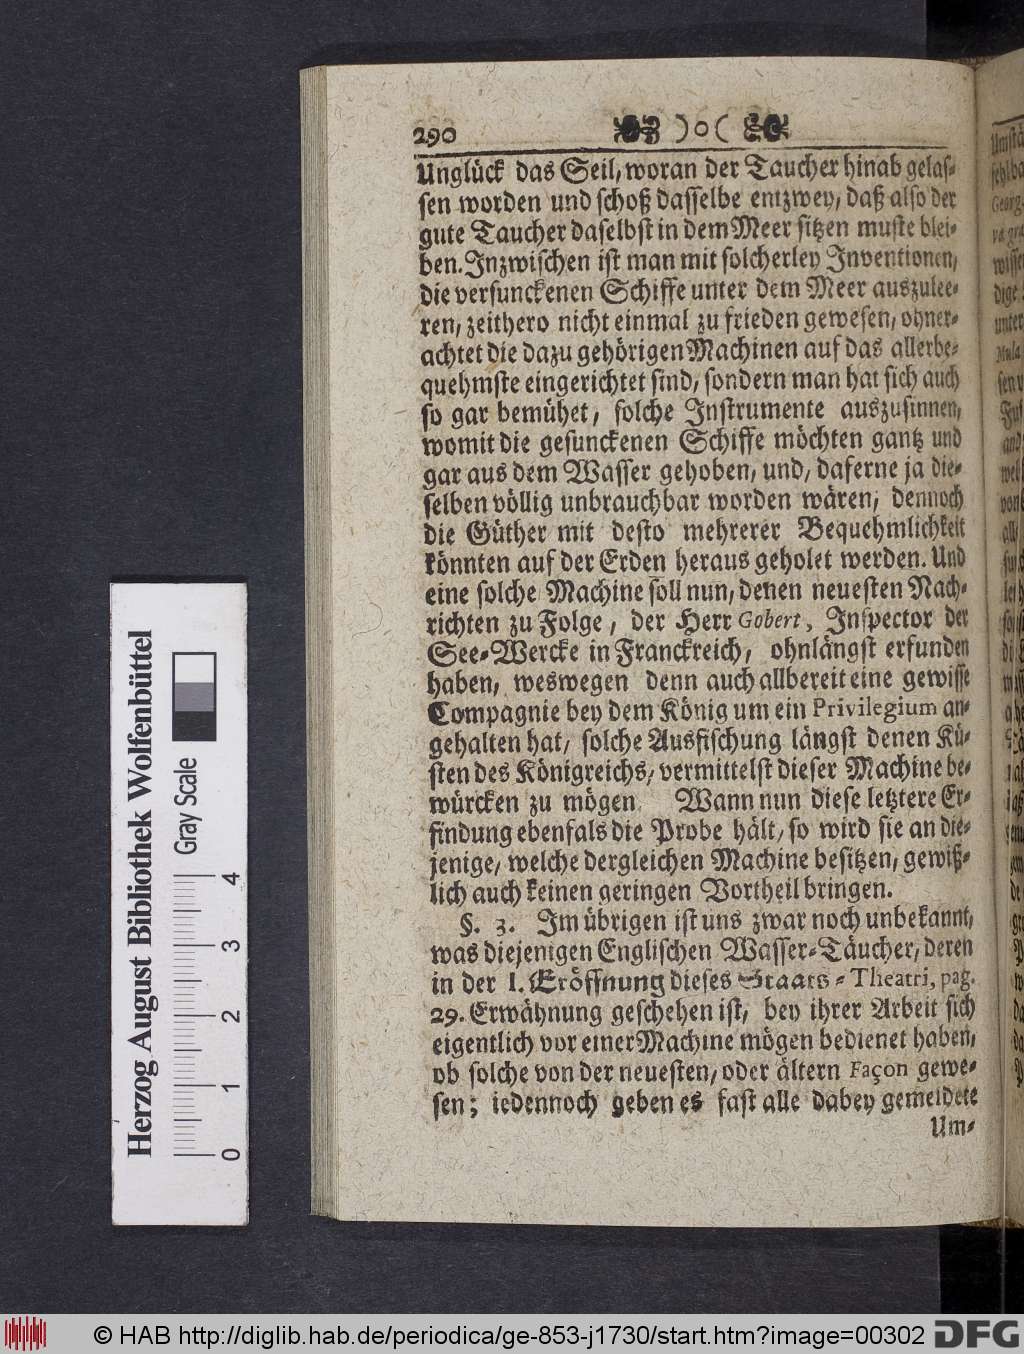 290 )o(
Unglück das Seil, woran der Taucher hinab gelas-
sen worden und schoß dasselbe entzwey, daß also der
gute Taucher daselbst in dem Meer sitzen muste blei-
ben. Inzwischen ist man mit solcherley Inventionen,
die versunckenen Schiffe unter dem Meer auszulee-
ren, zeithero nicht einmal zu frieden gewesen, ohner-
achtet die dazu gehörigen Machinen auf das allerbe-
quehmste eingerichtet sind, sondern man hat sich auch
so gar bemühet, solche Instrumente auszusinnen,
womit die gesunckenen Schiffe möchten gantz und
gar aus dem Wasser gehoben, und, daferne ja die-
selben völlig unbrauchbar worden wären, dennoch
die Güther mit desto mehrerer Bequehmlichkeit
könnten auf der Erden heraus geholet werden. Und
eine solche Machine soll nun, denen neuesten Nach-
richten zu Folge, der Herr Gobert, Inspector der
See-Wercke in Franckreich, ohnlängst erfunden
haben, weswegen denn auch allbereit eine gewisse
Compagnie bey dem König um ein Privilegium an-
gehalten hat, solche Ausfischung längst denen Kü-
sten des Königreichs, vermittelst dieser Machine be-
würcken zu mögen. Wann nun diese letztere Er-
findung ebenfals die Probe hält, so wird sie an die-
jenige, welche dergleichen Machine besitzen, gewiß-
lich auch keinen geringen Vortheil bringen.
§. 3. Im übrigen ist uns zwar noch unbekannt,
was diejenigen Englischen Wasser-Täucher, deren
in der I. Eröffnung dieses Staats-Theatri, pag.
29. Erwähnung geschehen ist, bey ihrer Arbeit sich
eigentlich vor einer Machine mögen bedienet haben,
ob solche von der neuesten, oder ältern Façon gewe-
sen; iedennoch geben es fast alle dabey gemeldete
Um-
Herzog August Bibliothek Wolfenbüttel
Gray Scale
0 1 2 3 4
© HAB http://diglib.hab.de/periodica/ge-853-j1730/start.htm?image=00302
DFG